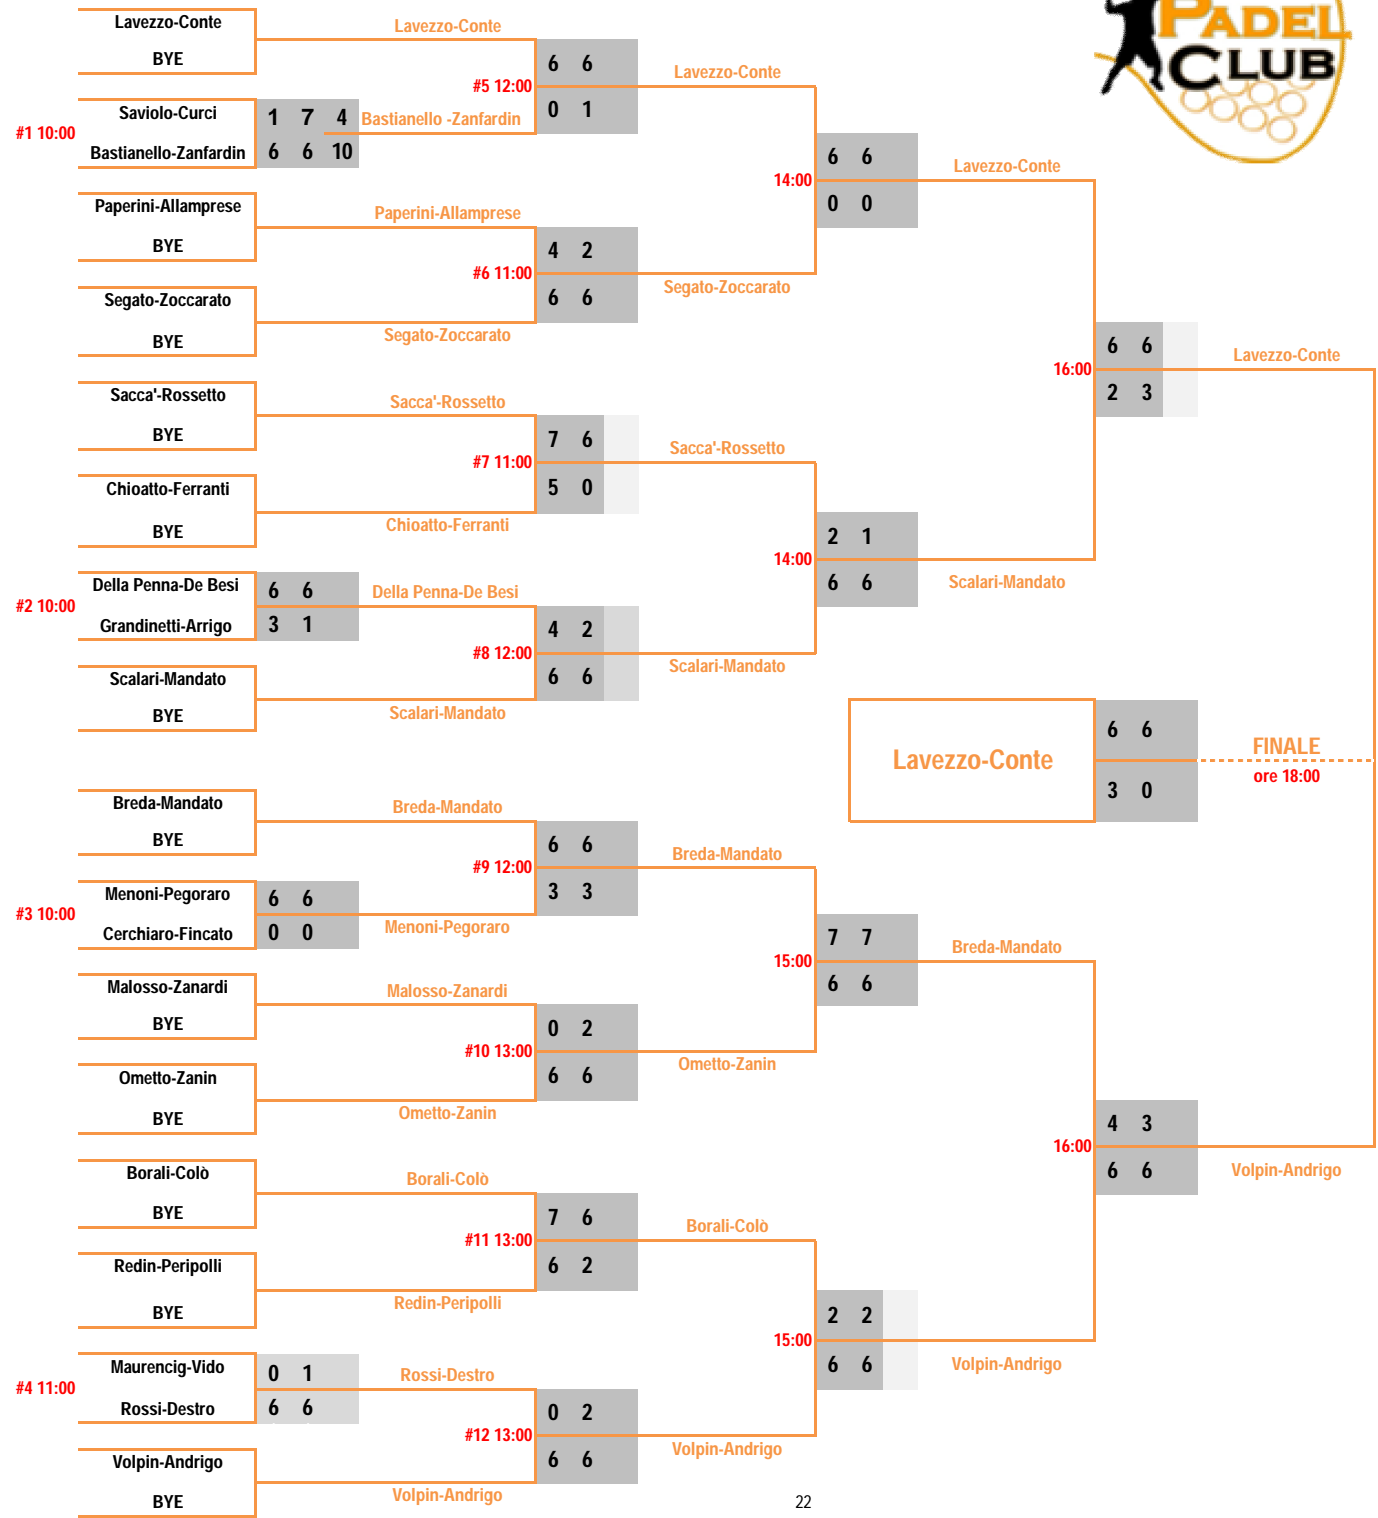 PADEL
CLUB
Lavezzo-Conte
BYE
Lavezzo-Conte
#5 12:00
6 6
0 1
Lavezzo-Conte
#1 10:00
Saviolo-Curci
1 7 4
Bastianello-Zanfardin
6 6 10
Bastianello -Zanfardin
14:00
6 6
0 0
Lavezzo-Conte
Paperini-Allamprese
BYE
Paperini-Allamprese
#6 11:00
4 2
6 6
Segato-Zoccarato
Segato-Zoccarato
BYE
Segato-Zoccarato
16:00
6 6
2 3
Lavezzo-Conte
Sacca'-Rossetto
BYE
Sacca'-Rossetto
#7 11:00
7 6
5 0
Sacca'-Rossetto
Chioatto-Ferranti
BYE
Chioatto-Ferranti
14:00
2 1
6 6
Scalari-Mandato
#2 10:00
Della Penna-De Besi
6 6
Grandinetti-Arrigo
3 1
Della Penna-De Besi
#8 12:00
4 2
6 6
Scalari-Mandato
Scalari-Mandato
BYE
Scalari-Mandato
Lavezzo-Conte
6 6
3 0
FINALE
ore 18:00
Breda-Mandato
BYE
Breda-Mandato
#9 12:00
6 6
3 3
Breda-Mandato
#3 10:00
Menoni-Pegoraro
6 6
Cerchiaro-Fincato
0 0
Menoni-Pegoraro
15:00
7 7
6 6
Breda-Mandato
Malosso-Zanardi
BYE
Malosso-Zanardi
#10 13:00
0 2
6 6
Ometto-Zanin
Ometto-Zanin
BYE
Ometto-Zanin
16:00
4 3
6 6
Volpin-Andrigo
Borali-Colò
BYE
Borali-Colò
#11 13:00
7 6
6 2
Borali-Colò
Redin-Peripolli
BYE
Redin-Peripolli
15:00
2 2
6 6
Volpin-Andrigo
#4 11:00
Maurencig-Vido
0 1
Rossi-Destro
6 6
Rossi-Destro
#12 13:00
0 2
6 6
Volpin-Andrigo
Volpin-Andrigo
BYE
Volpin-Andrigo
22